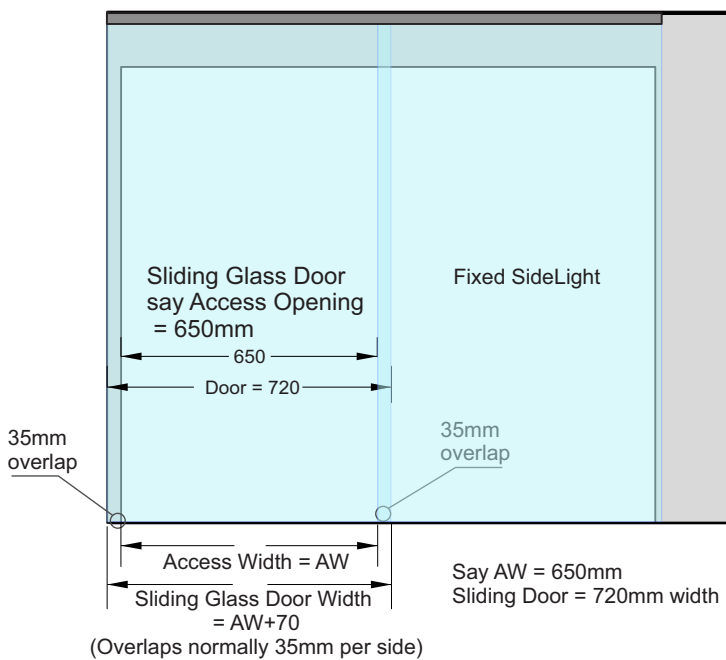 Sliding Glass Door
say Access Opening
= 650mm
Fixed SideLight
650
Door = 720
35mm
overlap
35mm
overlap
Access Width = AW
Sliding Glass Door Width
= AW+70
(Overlaps normally 35mm per side)
Say AW = 650mm
Sliding Door = 720mm width